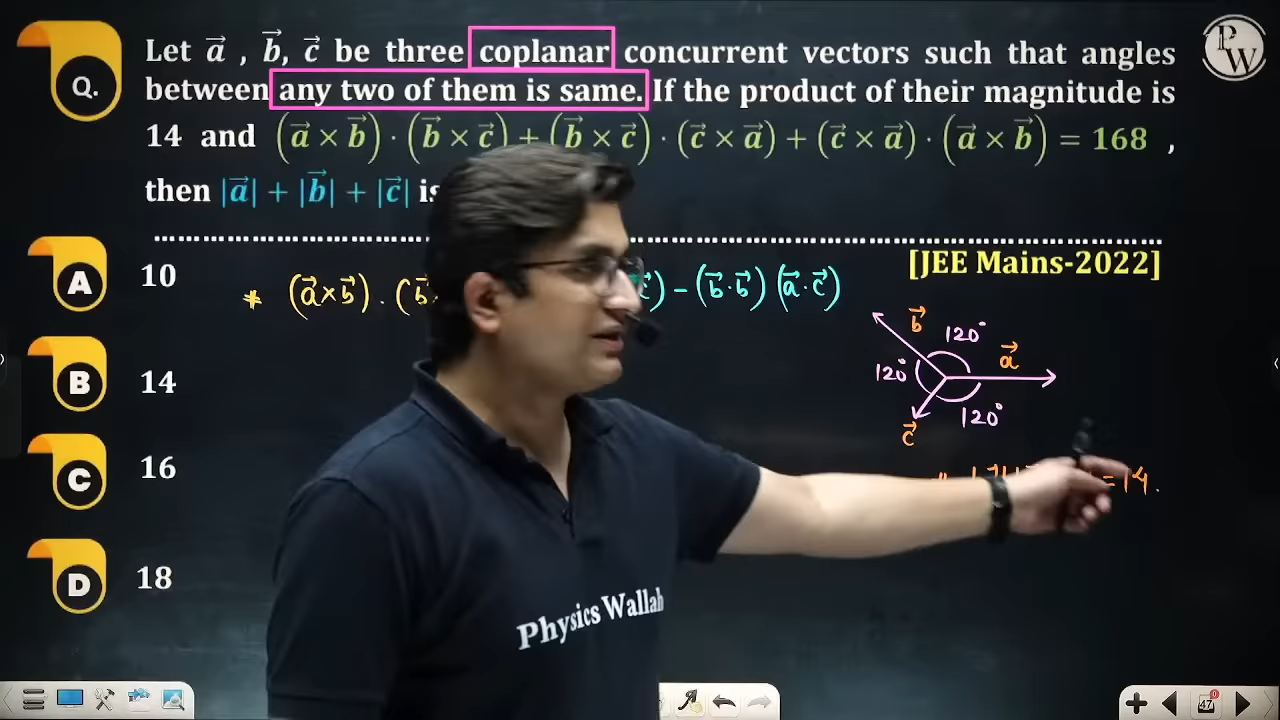 Q.
Let a⃗ , b⃗, c⃗ be three coplanar concurrent vectors such that angles
between any two of them is same. If the product of their magnitude is
14 and (a⃗ × b⃗) · (b⃗ × c⃗) + (b⃗ × c⃗) · (c⃗ × a⃗) + (c⃗ × a⃗) · (a⃗ × b⃗) = 168 ,
then |a⃗| + |b⃗| + |c⃗| is
PW
[JEE Mains-2022]
A 10
* (a⃗×b⃗) . (b⃗ c⃗) - (b⃗·b⃗) (a⃗·c⃗)
b⃗ 120° a⃗
120°
120°
c⃗
B 14
C 16
= 14 .
D 18
Physics Wallah
47